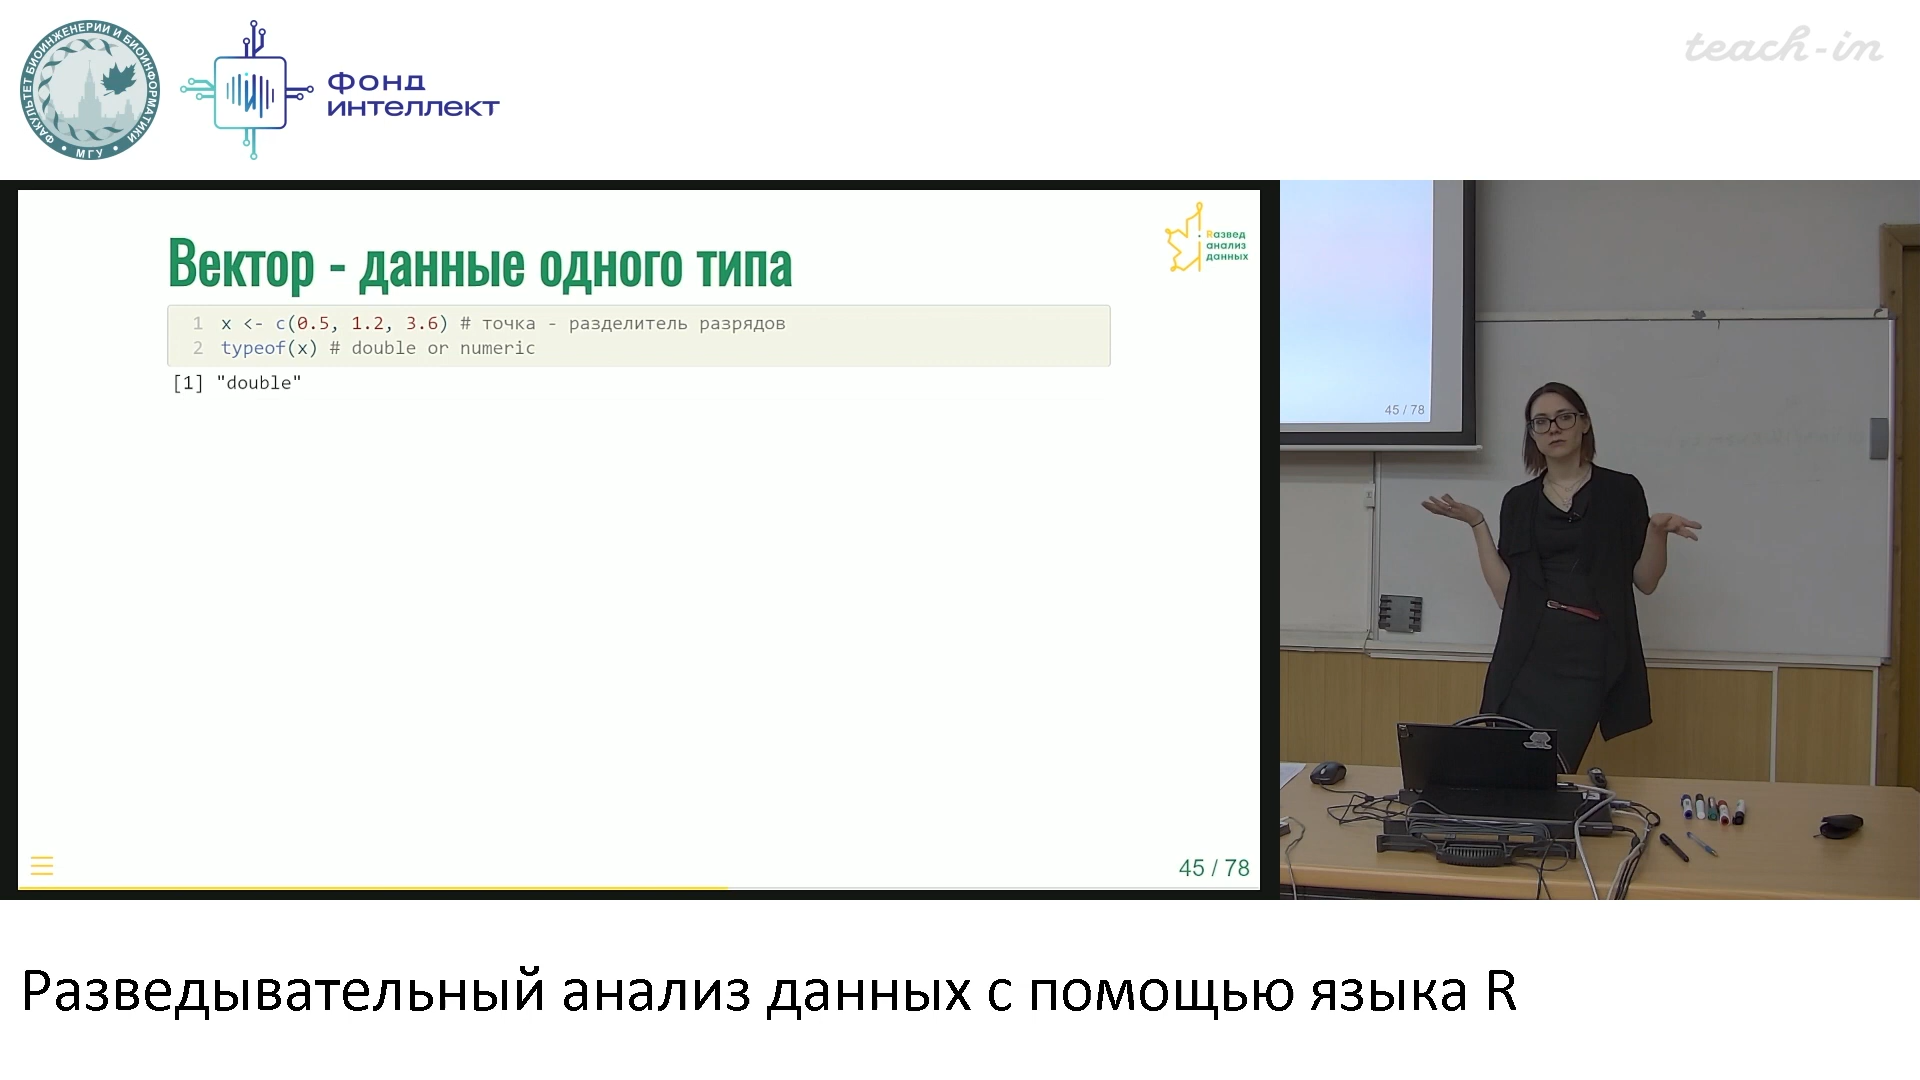 ФАКУЛЬТЕТ БИОИНЖЕНЕРИИ И БИОИНФОРМАТИКИ
• МГУ •
ФОНД
ИНТЕЛЛЕКТ
teach-in
Вектор - данные одного типа
Rазвед
анализ
данных
1 x <- c(0.5, 1.2, 3.6) # точка - разделитель разрядов
2 typeof(x) # double or numeric
[1] "double"
45 / 78
45 / 78
Разведывательный анализ данных с помощью языка R